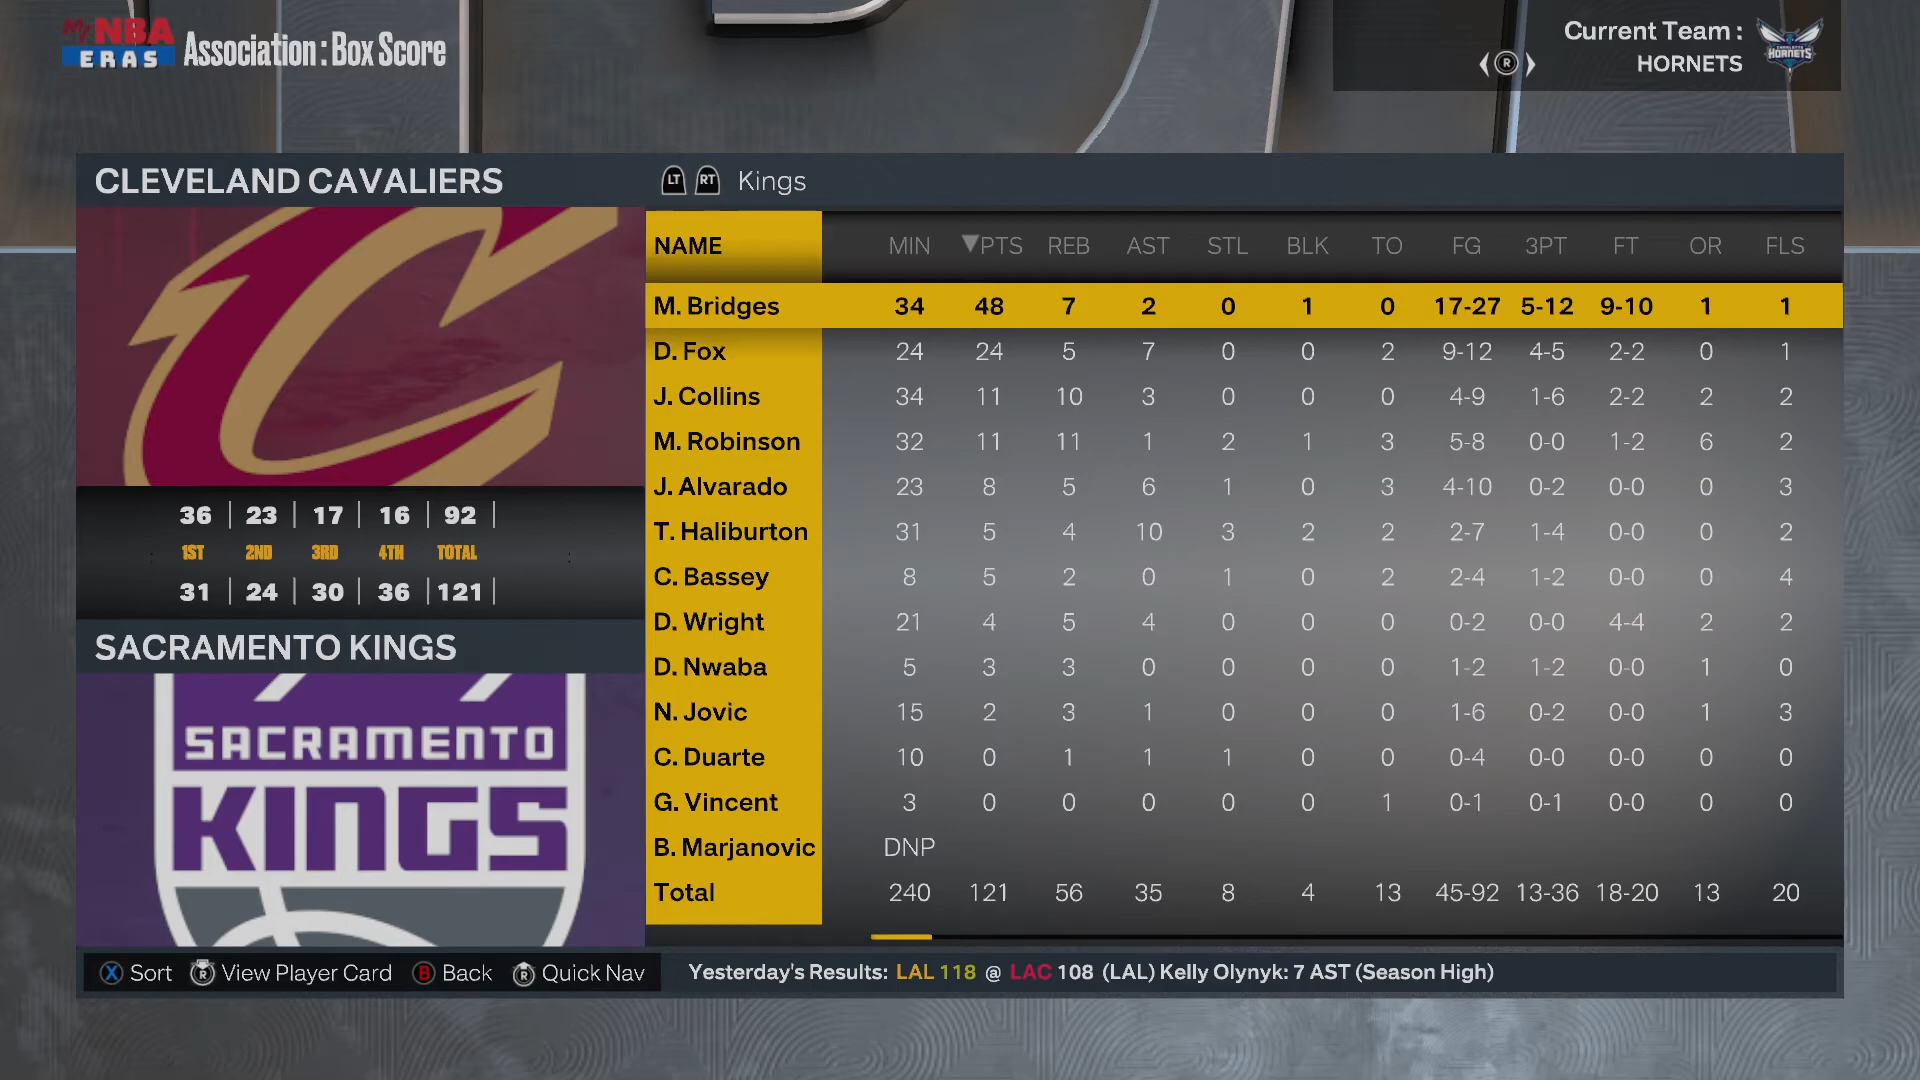 My NBA ERAS Association : Box Score
Current Team :
HORNETS
CHARLOTTE HORNETS
R
CLEVELAND CAVALIERS
36 | 23 | 17 | 16 | 92 |
1ST 2ND 3RD 4TH TOTAL
31 | 24 | 30 | 36 | 121 |
SACRAMENTO KINGS
SACRAMENTO
KINGS
LT RT Kings
NAME MIN ▼PTS REB AST STL BLK TO FG 3PT FT OR FLS
M. Bridges 34 48 7 2 0 1 0 17-27 5-12 9-10 1 1
D. Fox 24 24 5 7 0 0 2 9-12 4-5 2-2 0 1
J. Collins 34 11 10 3 0 0 0 4-9 1-6 2-2 2 2
M. Robinson 32 11 11 1 2 1 3 5-8 0-0 1-2 6 2
J. Alvarado 23 8 5 6 1 0 3 4-10 0-2 0-0 0 3
T. Haliburton 31 5 4 10 3 2 2 2-7 1-4 0-0 0 2
C. Bassey 8 5 2 0 1 0 2 2-4 1-2 0-0 0 4
D. Wright 21 4 5 4 0 0 0 0-2 0-0 4-4 2 2
D. Nwaba 5 3 3 0 0 0 0 1-2 1-2 0-0 1 0
N. Jovic 15 2 3 1 0 0 0 1-6 0-2 0-0 1 3
C. Duarte 10 0 1 1 1 0 0 0-4 0-0 0-0 0 0
G. Vincent 3 0 0 0 0 0 1 0-1 0-1 0-0 0 0
B. Marjanovic DNP
Total 240 121 56 35 8 4 13 45-92 13-36 18-20 13 20
X Sort R View Player Card B Back R Quick Nav
Yesterday's Results: LAL 118 @ LAC 108 (LAL) Kelly Olynyk: 7 AST (Season High)